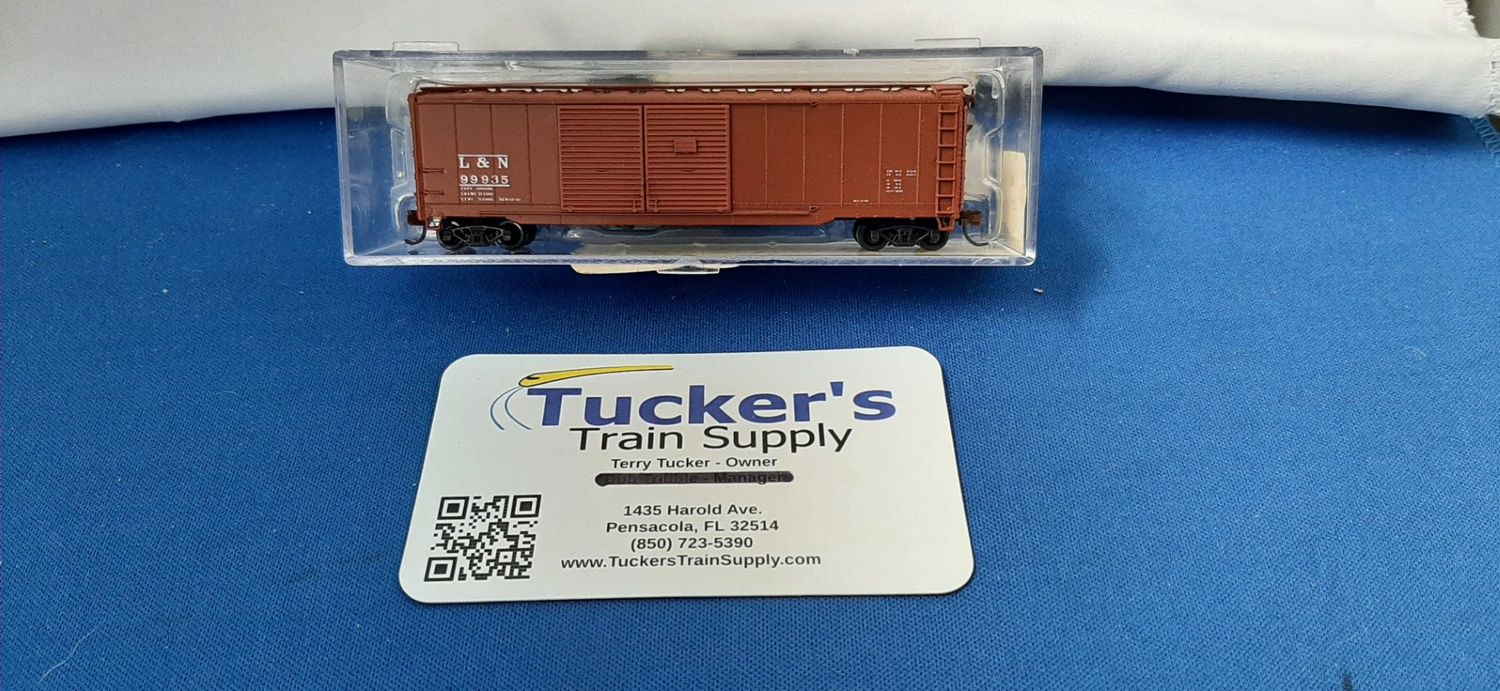 L & N
99935
Tucker's
Train Supply
Terry Tucker - Owner
Manager
1435 Harold Ave.
Pensacola, FL 32514
(850) 723-5390
www.TuckersTrainSupply.com